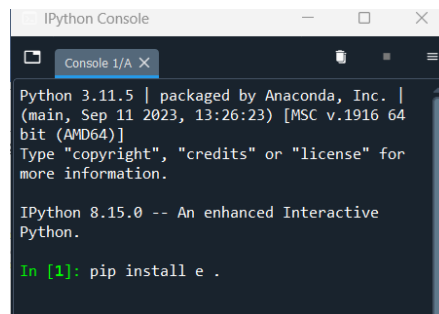 IPython Console
Console 1/A
Python 3.11.5 | packaged by Anaconda, Inc. |
(main, Sep 11 2023, 13:26:23) [MSC v.1916 64
bit (AMD64)]
Type "copyright", "credits" or "license" for
more information.
IPython 8.15.0 -- An enhanced Interactive
Python.
In [1]: pip install e .